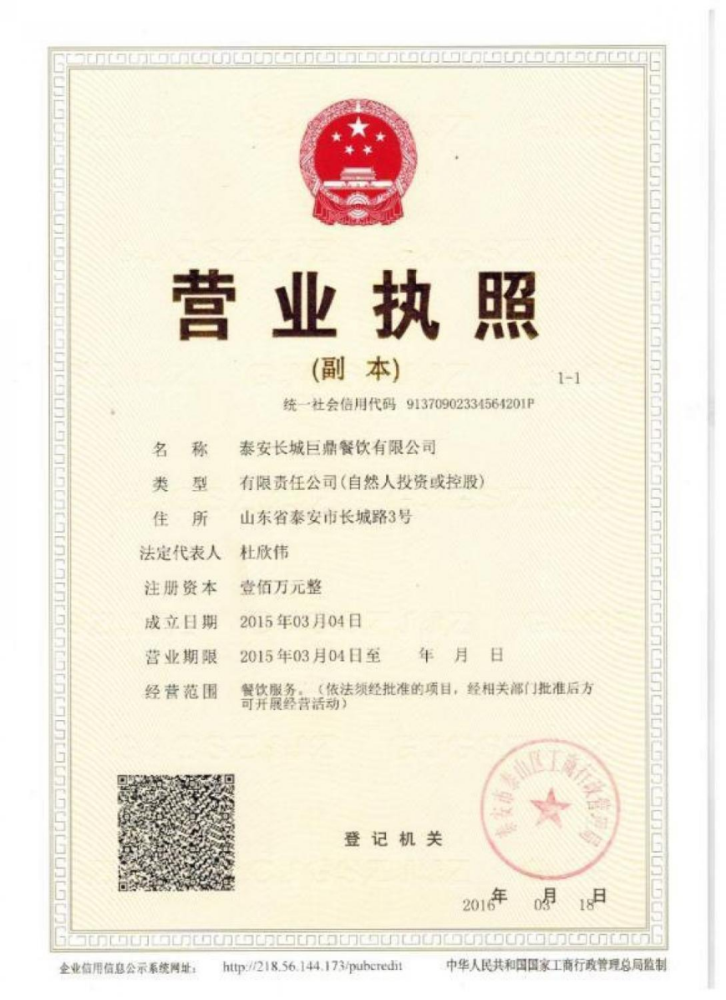 营业执照
(副 本)
1-1
统一社会信用代码 91370902334564201P
名 称 泰安长城巨鼎餐饮有限公司
类 型 有限责任公司(自然人投资或控股)
住 所 山东省泰安市长城路3号
法定代表人 杜欣伟
注册资本 壹佰万元整
成立日期 2015年03月04日
营业期限 2015年03月04日至 年 月 日
经营范围 餐饮服务。（依法须经批准的项目，经相关部门批准后方
可开展经营活动）
泰安市泰山区工商行政管理局
登记机关
2016年 03月 18日
企业信用信息公示系统网址： http://218.56.144.173/pubcredit 中华人民共和国国家工商行政管理总局监制